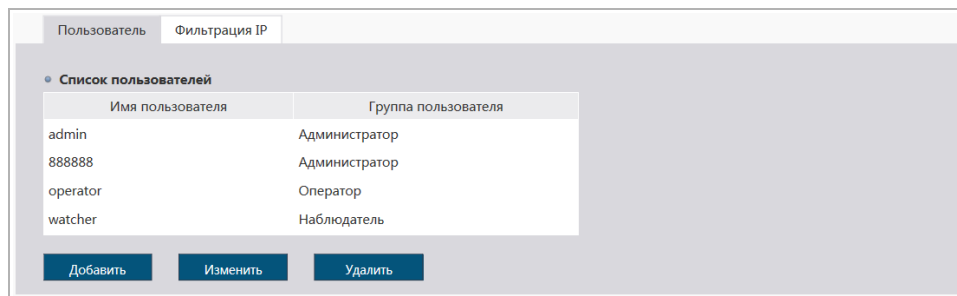 Пользователь Фильтрация IP
Список пользователей
Имя пользователя Группа пользователя
admin Администратор
888888 Администратор
operator Оператор
watcher Наблюдатель
Добавить Изменить Удалить